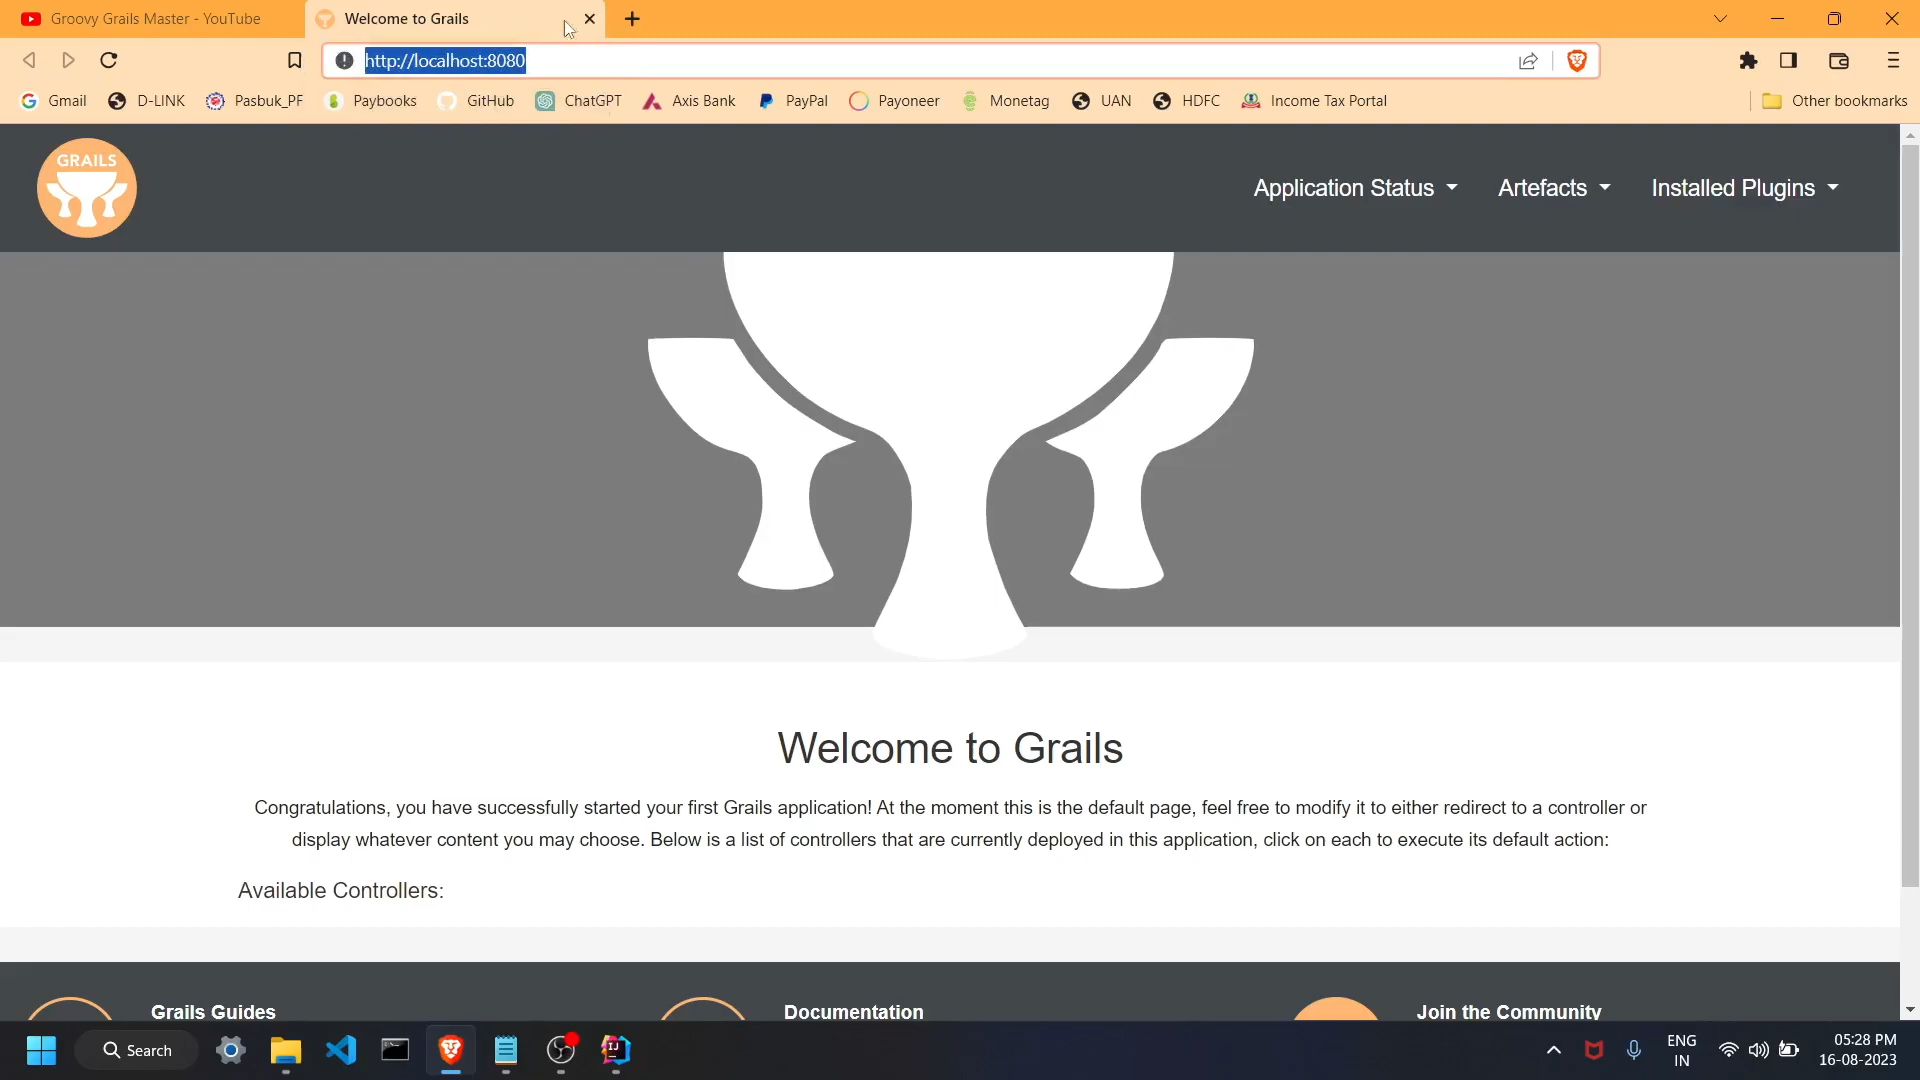 Groovy Grails Master - YouTube
Welcome to Grails
http://localhost:8080
Gmail
D-LINK
Pasbuk_PF
Paybooks
GitHub
ChatGPT
Axis Bank
PayPal
Payoneer
Monetag
UAN
HDFC
Income Tax Portal
Other bookmarks
GRAILS
Application Status
Artefacts
Installed Plugins
Welcome to Grails
Congratulations, you have successfully started your first Grails application! At the moment this is the default page, feel free to modify it to either redirect to a controller or
display whatever content you may choose. Below is a list of controllers that are currently deployed in this application, click on each to execute its default action:
Available Controllers:
Grails Guides
Documentation
Join the Community
Search
IJ
ENG
IN
05:28 PM
16-08-2023